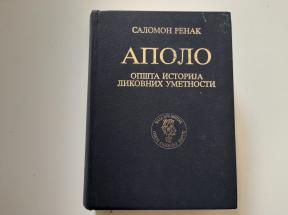 САЛОМОН РЕНАК
АПОЛО
ОПШТА ИСТОРИЈА
ЛИКОВНИХ УМЕТНОСТИ